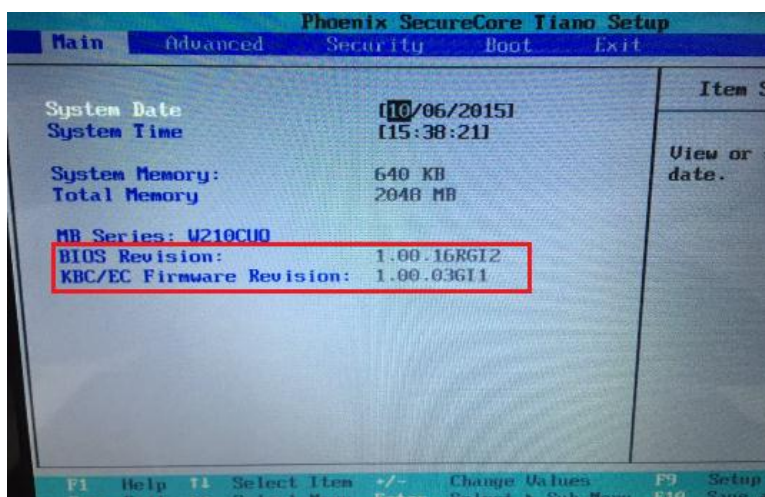 Phoenix SecureCore Tiano Setup
Main Advanced Security Boot Exit
Item
System Date [10/06/2015]
System Time [15:38:21]
View or
date.
System Memory: 640 KB
Total Memory 2048 MB
MB Series: W210CUQ
BIOS Revision: 1.00.16RGI2
KBC/EC Firmware Revision: 1.00.03GI1
F1 Help ↑↓ Select Item +/- Change Values F9 Setup